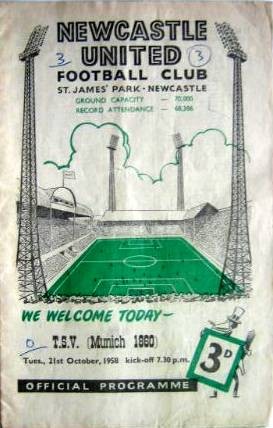 NEWCASTLE
3 UNITED 3
FOOTBALL CLUB
ST. JAMES' PARK - NEWCASTLE
GROUND CAPACITY — 70,000
RECORD ATTENDANCE — 68,386
WE WELCOME TODAY—
0 T.S.V. (Munich 1860)
Tues., 21st October, 1958 kick-off 7.30 p.m.
3D
OFFICIAL PROGRAMME